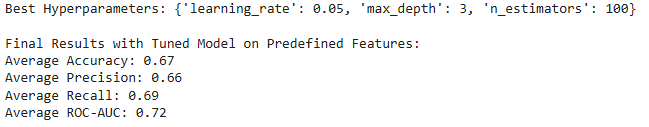 Best Hyperparameters: {'learning_rate': 0.05, 'max_depth': 3, 'n_estimators': 100}
Final Results with Tuned Model on Predefined Features:
Average Accuracy: 0.67
Average Precision: 0.66
Average Recall: 0.69
Average ROC-AUC: 0.72